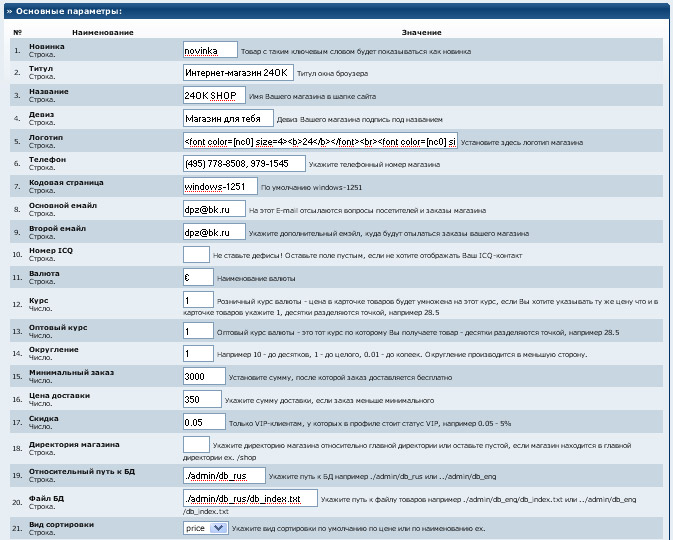 » Основные параметры:
№ Наименование Значение
1. Новинка Строка. novinka Товар с таким ключевым словом будет показываться как новинка
2. Титул Строка. Интернет-магазин 24OK Титул окна броузера
3. Название Строка. 24OK SHOP Имя Вашего магазина в шапке сайта
4. Девиз Строка. Магазин для тебя Девиз Вашего магазина подпись под названием
5. Логотип Строка. <font color=[nc0] size=4><b>24</b></font><br><font color=[nc0] si Установите здесь логотип магазина
6. Телефон Строка. (495) 778-8508, 979-1545 Укажите телефонный номер магазина
7. Кодовая страница Строка. windows-1251 По умолчанию windows-1251
8. Основной емайл Строка. dpz@bk.ru На этот E-mail отсылаются вопросы посетителей и заказы магазина
9. Второй емайл Строка. dpz@bk.ru Укажите дополнительный емэйл, куда будут отылаться заказы вашего магазина
10. Номер ICQ Строка. Не ставьте дефисы! Оставьте поле пустым, если не хотите отображать Ваш ICQ-контакт
11. Валюта Строка. € Наименование валюты
12. Курс Число. 1 Розничный курс валюты - цена в карточке товаров будет умножена на этот курс, если Вы хотите указывать ту же цену что и в
карточке товаров укажите 1, десятки разделяются точкой, например 28.5
13. Оптовый курс Число. 1 Оптовый курс валюты - это тот курс по которому Вы получаете товар - десятки разделяются точкой, например 28.5
14. Округление Число. 1 Например 10 - до десятков, 1 - до целого, 0.01 - до копеек. Округление производится в меньшую сторону.
15. Минимальный заказ Число. 3000 Установите сумму, после которой заказ доставляется бесплатно
16. Цена доставки Число. 350 Укажите сумму доставки, если заказ меньше минимального
17. Скидка Число. 0.05 Только VIP-клиентам, у которых в профиле стоит статус VIP, например 0.05 - 5%
18. Директория магазина Строка. Укажите директорию магазина относительно главной директории или оставьте пустой, если магазин находится в главной
директории ex. /shop
19. Относительный путь к БД Строка. ./admin/db_rus Укажите путь к БД например ./admin/db_rus или ../admin/db_eng
20. Файл БД Строка. ./admin/db_rus/db_index.txt Укажите путь к файлу товаров например ./admin/db_eng/db_index.txt или ../admin/db_eng
/db_index.txt
21. Вид сортировки Строка. price Укажите вид сортировки по умолчанию по цене или по наименованию ex.